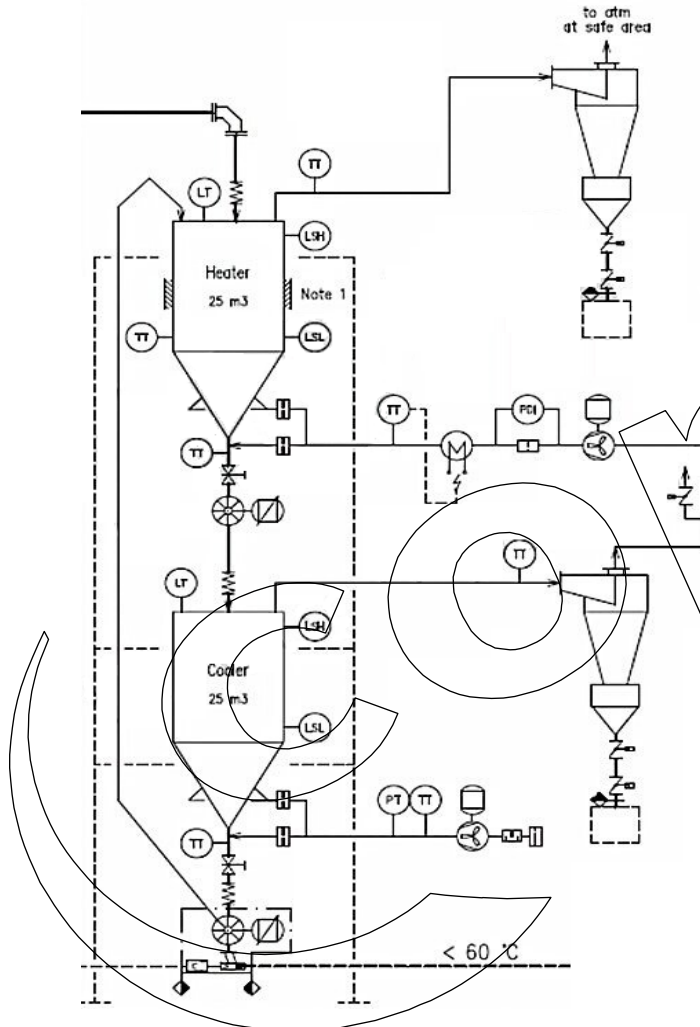 to atm
at safe area
TT
LT
LSH
Heater
25 m3
Note 1
TT
LSL
TT
PDI
M
TT
TT
LT
LSH
Cooler
25 m3
LSL
PT
TT
TT
< 60 °C